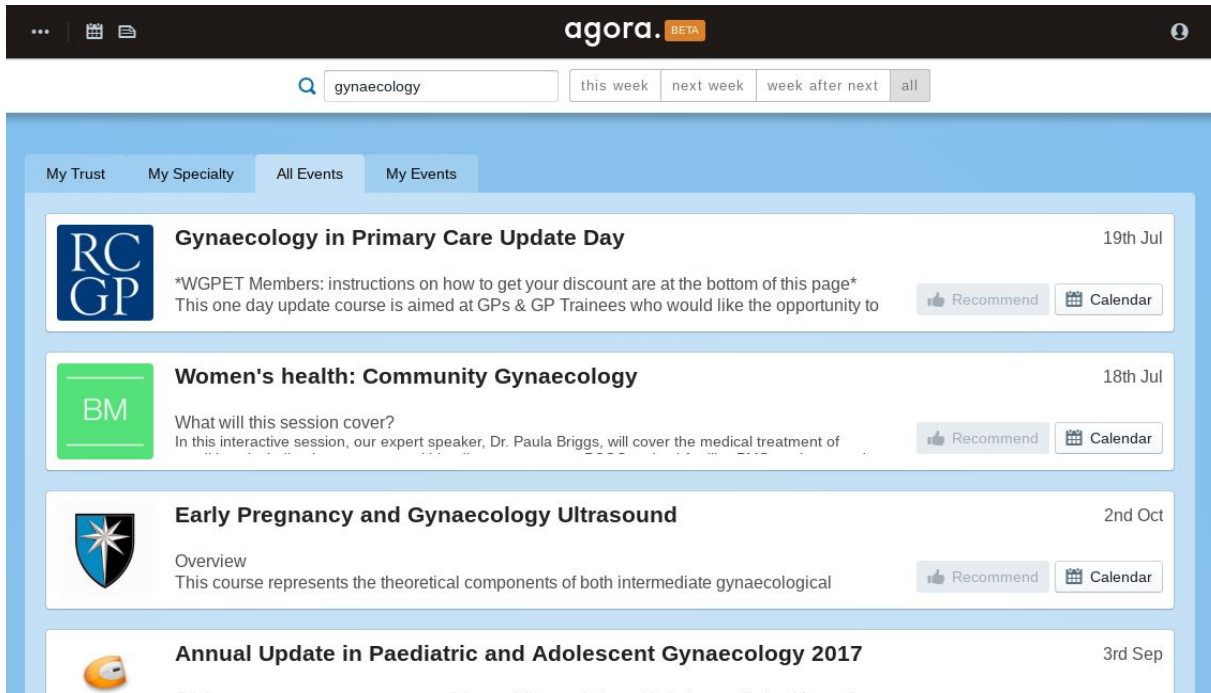 agora. BETA
gynaecology
this week next week week after next all
My Trust My Specialty All Events My Events
RC
GP
Gynaecology in Primary Care Update Day
19th Jul
*WGPET Members: instructions on how to get your discount are at the bottom of this page*
This one day update course is aimed at GPs & GP Trainees who would like the opportunity to
Recommend Calendar
BM
Women's health: Community Gynaecology
18th Jul
What will this session cover?
In this interactive session, our expert speaker, Dr. Paula Briggs, will cover the medical treatment of
Recommend Calendar
Early Pregnancy and Gynaecology Ultrasound
2nd Oct
Overview
This course represents the theoretical components of both intermediate gynaecological
Recommend Calendar
Annual Update in Paediatric and Adolescent Gynaecology 2017
3rd Sep